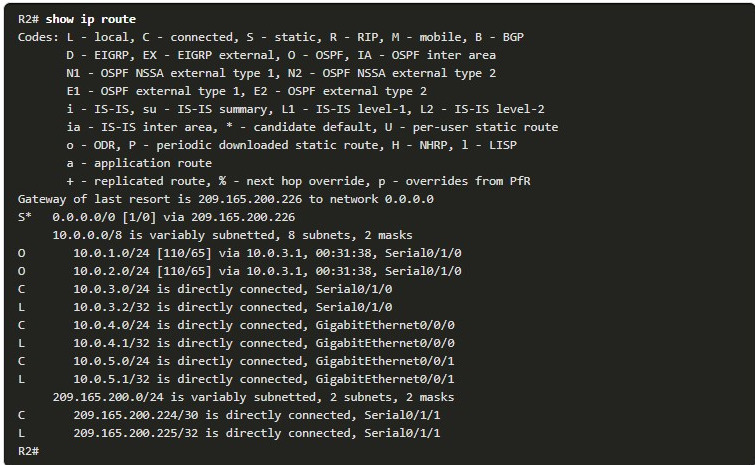 R2# show ip route
Codes: L - local, C - connected, S - static, R - RIP, M - mobile, B - BGP
       D - EIGRP, EX - EIGRP external, O - OSPF, IA - OSPF inter area
       N1 - OSPF NSSA external type 1, N2 - OSPF NSSA external type 2
       E1 - OSPF external type 1, E2 - OSPF external type 2
       i - IS-IS, su - IS-IS summary, L1 - IS-IS level-1, L2 - IS-IS level-2
       ia - IS-IS inter area, * - candidate default, U - per-user static route
       o - ODR, P - periodic downloaded static route, H - NHRP, l - LISP
       a - application route
       + - replicated route, % - next hop override, p - overrides from PfR
Gateway of last resort is 209.165.200.226 to network 0.0.0.0
S*   0.0.0.0/0 [1/0] via 209.165.200.226
     10.0.0.0/8 is variably subnetted, 8 subnets, 2 masks
O       10.0.1.0/24 [110/65] via 10.0.3.1, 00:31:38, Serial0/1/0
O       10.0.2.0/24 [110/65] via 10.0.3.1, 00:31:38, Serial0/1/0
C       10.0.3.0/24 is directly connected, Serial0/1/0
L       10.0.3.2/32 is directly connected, Serial0/1/0
C       10.0.4.0/24 is directly connected, GigabitEthernet0/0/0
L       10.0.4.1/32 is directly connected, GigabitEthernet0/0/0
C       10.0.5.0/24 is directly connected, GigabitEthernet0/0/1
L       10.0.5.1/32 is directly connected, GigabitEthernet0/0/1
     209.165.200.0/24 is variably subnetted, 2 subnets, 2 masks
C       209.165.200.224/30 is directly connected, Serial0/1/1
L       209.165.200.225/32 is directly connected, Serial0/1/1
R2#